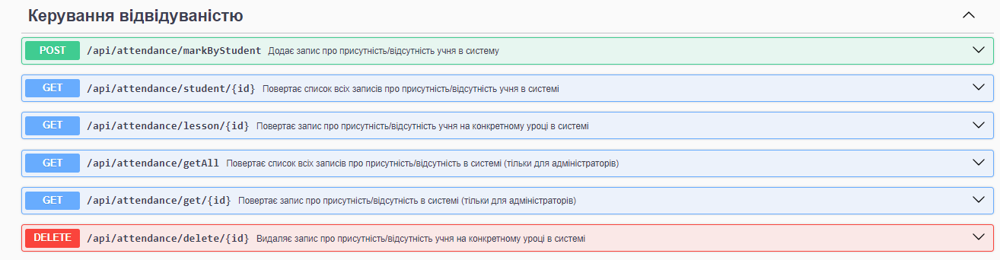 Керування відвідуваністю
POST /api/attendance/markByStudent Додає запис про присутність/відсутність учня в систему
GET /api/attendance/student/{id} Повертає список всіх записів про присутність/відсутність учня в системі
GET /api/attendance/lesson/{id} Повертає запис про присутність/відсутність учня на конкретному уроці в системі
GET /api/attendance/getAll Повертає список всіх записів про присутність/відсутність в системі (тільки для адміністраторів)
GET /api/attendance/get/{id} Повертає запис про присутність/відсутність в системі (тільки для адміністраторів)
DELETE /api/attendance/delete/{id} Видаляє запис про присутність/відсутність учня на конкретному уроці в системі